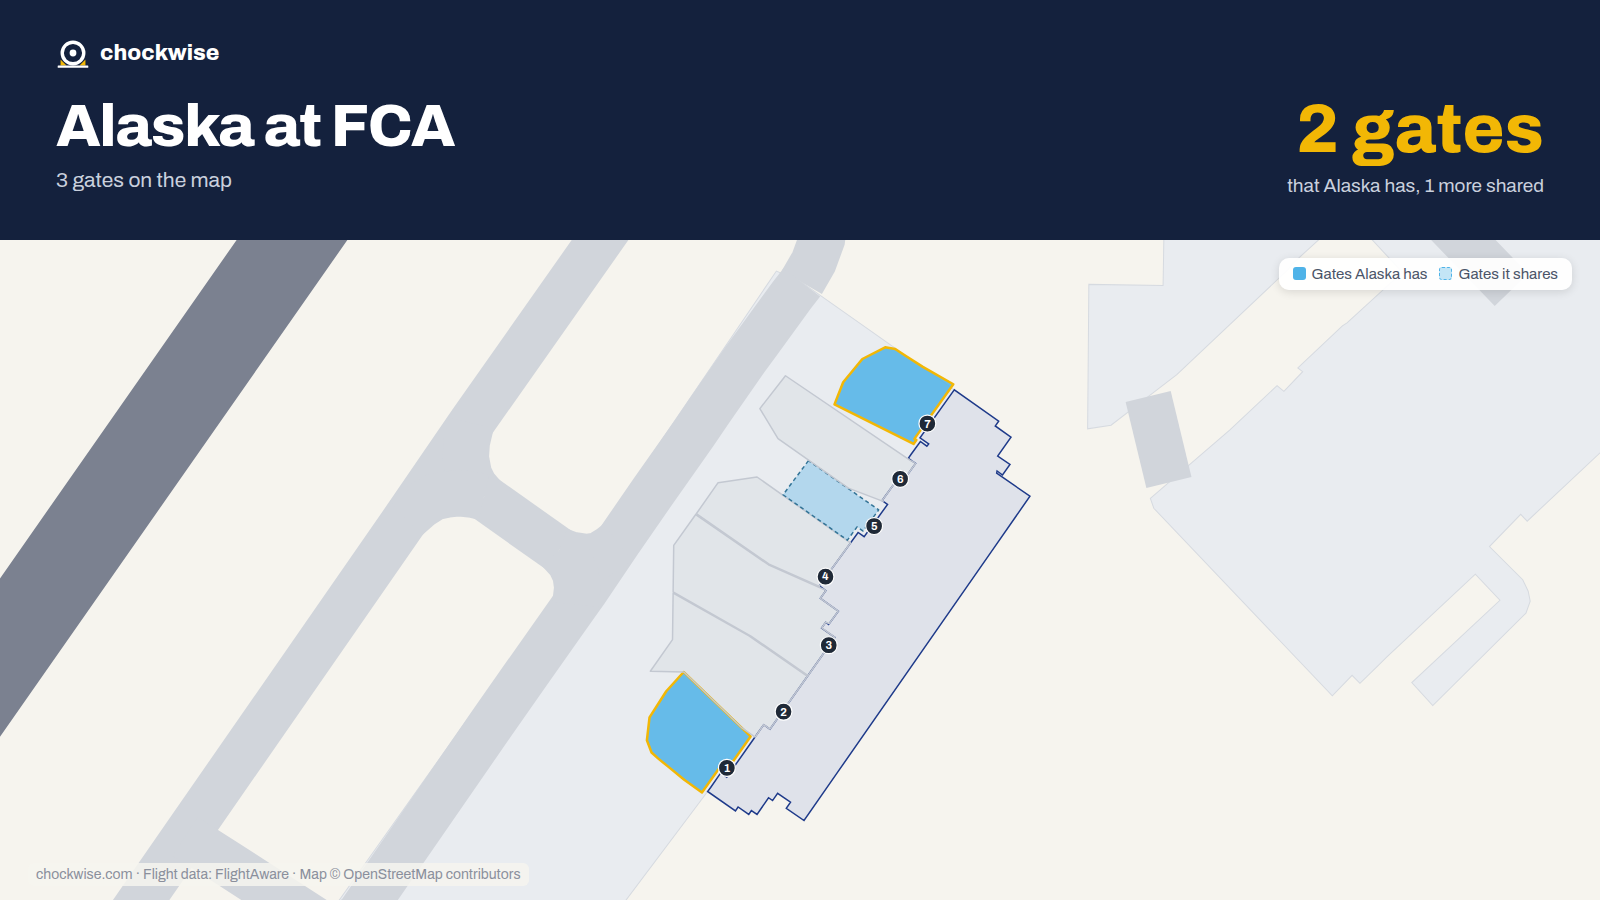 chockwise
Alaska at FCA
3 gates on the map
2 gates
that Alaska has, 1 more shared
Gates Alaska has
Gates it shares
7
6
5
4
3
2
1
chockwise.com · Flight data: FlightAware · Map © OpenStreetMap contributors